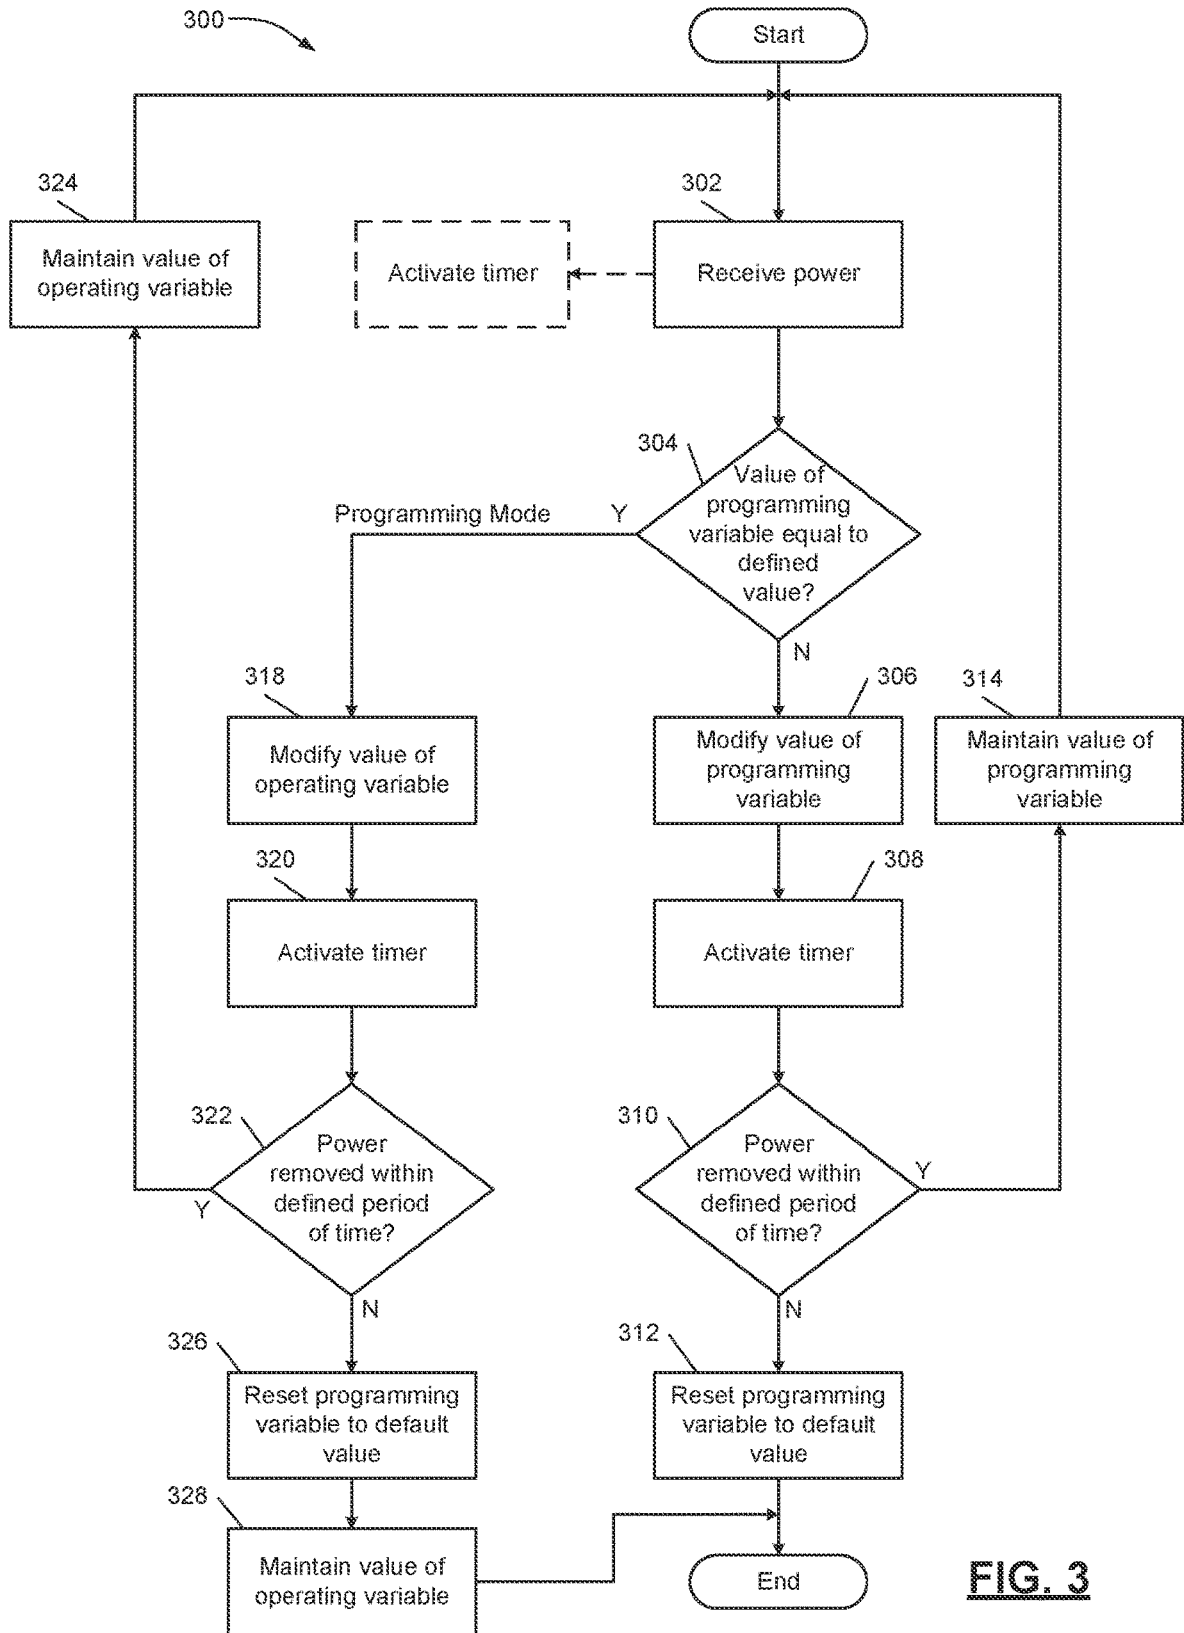 300
Start
324
302
Maintain value of
operating variable
Activate timer
Receive power
304
Value of
programming
variable equal to
defined
value?
Programming Mode
Y
N
318
306
314
Modify value of
operating variable
Modify value of
programming
variable
Maintain value of
programming
variable
320
308
Activate timer
Activate timer
322
310
Power
removed within
defined period
of time?
Y
N
Power
removed within
defined period
of time?
Y
N
326
312
Reset programming
variable to default
value
Reset programming
variable to default
value
328
Maintain value of
operating variable
End
FIG. 3